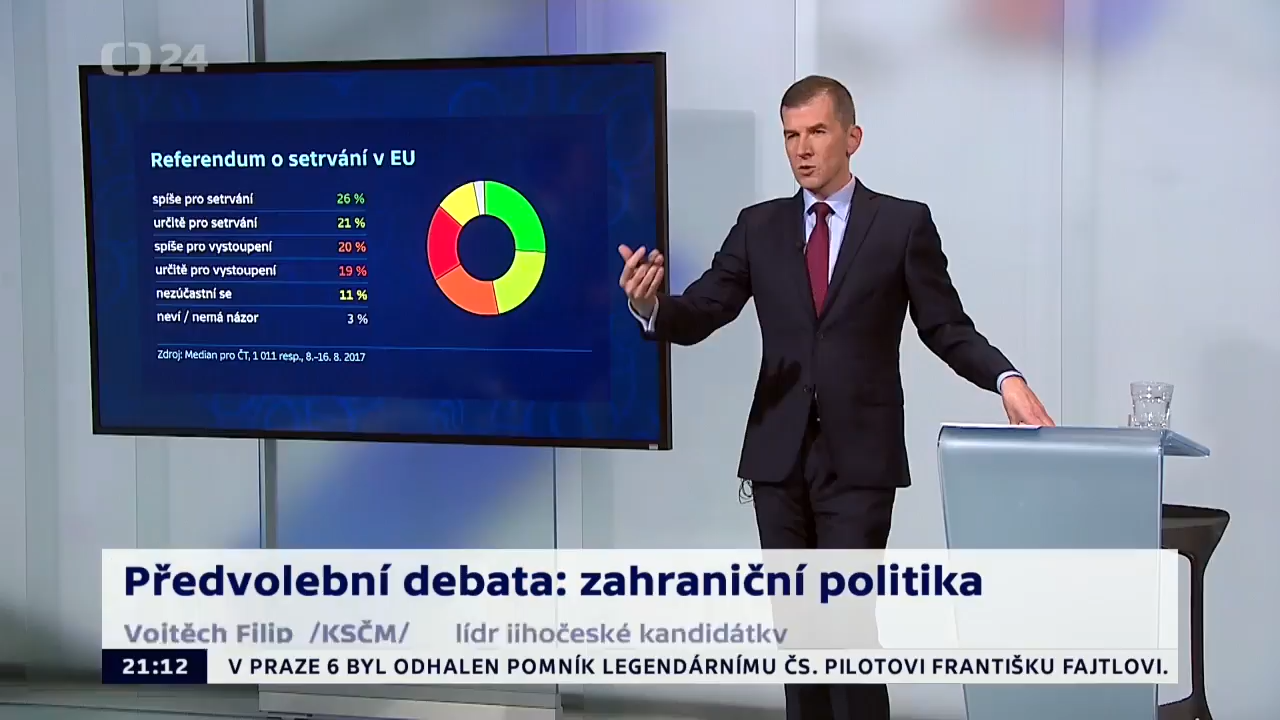 24
Referendum o setrvání v EU
spíše pro setrvání 26 %
určitě pro setrvání 21 %
spíše pro vystoupení 20 %
určitě pro vystoupení 19 %
nezúčastní se 11 %
neví / nemá názor 3 %
Zdroj: Median pro ČT, 1 011 resp., 8.–16. 8. 2017
Předvolební debata: zahraniční politika
Vojtěch Filip /KSČM/ lídr jihočeské kandidátky
21:12 V PRAZE 6 BYL ODHALEN POMNÍK LEGENDÁRNÍMU ČS. PILOTOVI FRANTIŠKU FAJTLOVI.